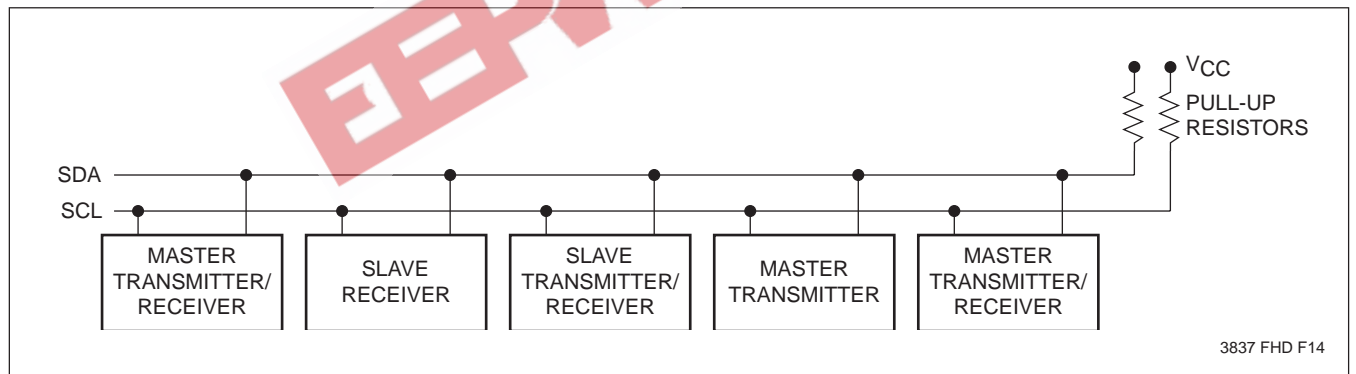 EEPW
VCC
PULL-UP
RESISTORS
SDA
SCL
MASTER
TRANSMITTER/
RECEIVER
SLAVE
RECEIVER
SLAVE
TRANSMITTER/
RECEIVER
MASTER
TRANSMITTER
MASTER
TRANSMITTER/
RECEIVER
3837 FHD F14